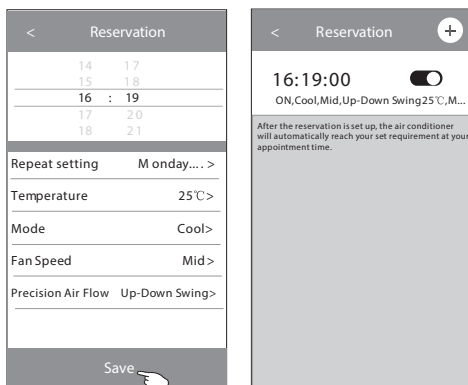 < Reservation
14 17
15 18
16 : 19
17 20
18 21
Repeat setting Monday.... >
Temperature 25℃>
Mode Cool>
Fan Speed Mid>
Precision Air Flow Up-Down Swing>
Save
< Reservation +
16:19:00
ON,Cool,Mid,Up-Down Swing25℃,M...
After the reservation is set up, the air conditioner
will automatically reach your set requirement at your
appointment time.